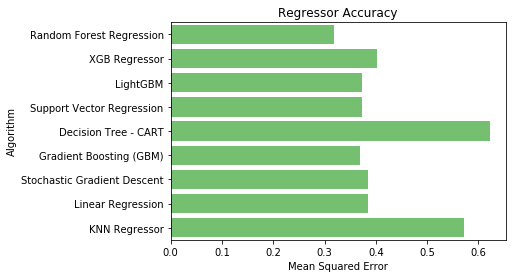 Regressor Accuracy
Random Forest Regression
XGB Regressor
LightGBM
Support Vector Regression
Decision Tree - CART
Gradient Boosting (GBM)
Stochastic Gradient Descent
Linear Regression
KNN Regressor
Algorithm
0.0 0.1 0.2 0.3 0.4 0.5 0.6
Mean Squared Error